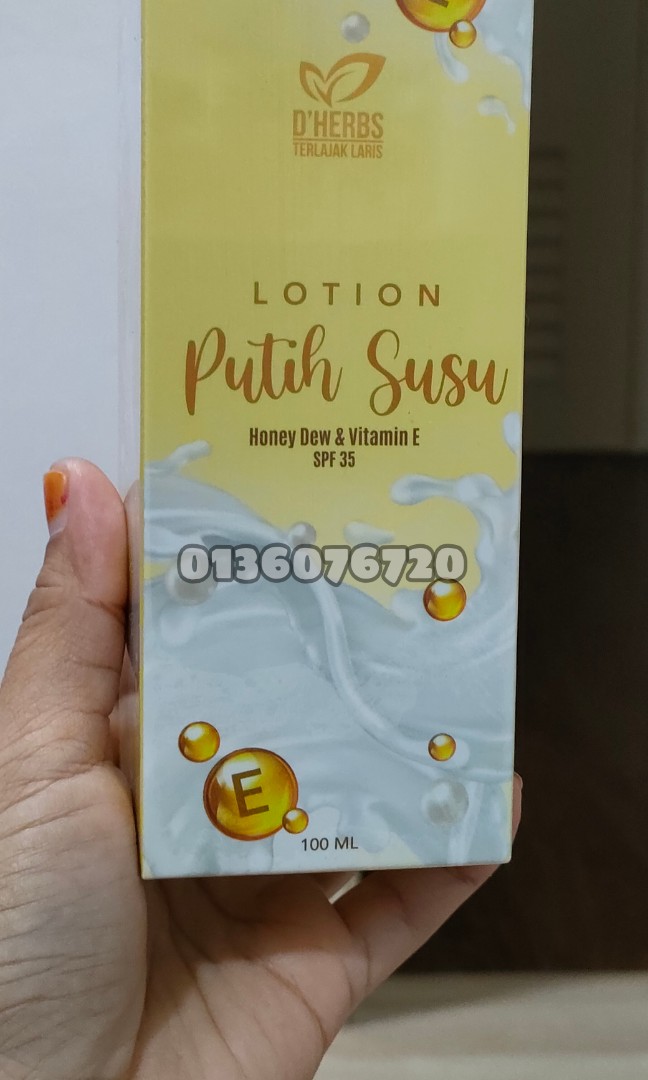 E
D'HERBS
TERLAJAK LARIS
LOTION
Putih Susu
Honey Dew & Vitamin E
SPF 35
0136076720
E
100 ML